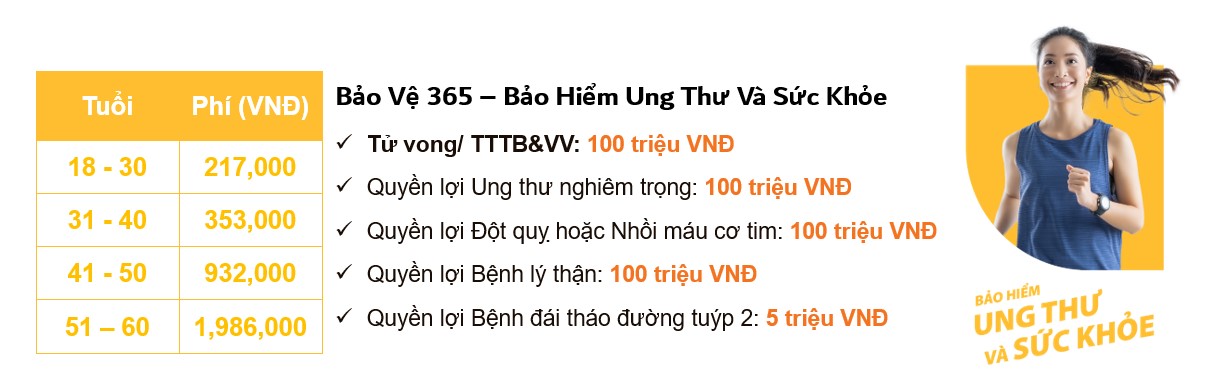 Tuổi Phí (VNĐ)
18 - 30 217,000
31 - 40 353,000
41 - 50 932,000
51 – 60 1,986,000
Bảo Vệ 365 – Bảo Hiểm Ung Thư Và Sức Khỏe
✓ Tử vong/ TTTB&VV: 100 triệu VNĐ
✓ Quyền lợi Ung thư nghiêm trọng: 100 triệu VNĐ
✓ Quyền lợi Đột quỵ hoặc Nhồi máu cơ tim: 100 triệu VNĐ
✓ Quyền lợi Bệnh lý thận: 100 triệu VNĐ
✓ Quyền lợi Bệnh đái tháo đường tuýp 2: 5 triệu VNĐ
BẢO HIỂM
UNG THƯ
VÀ SỨC KHỎE